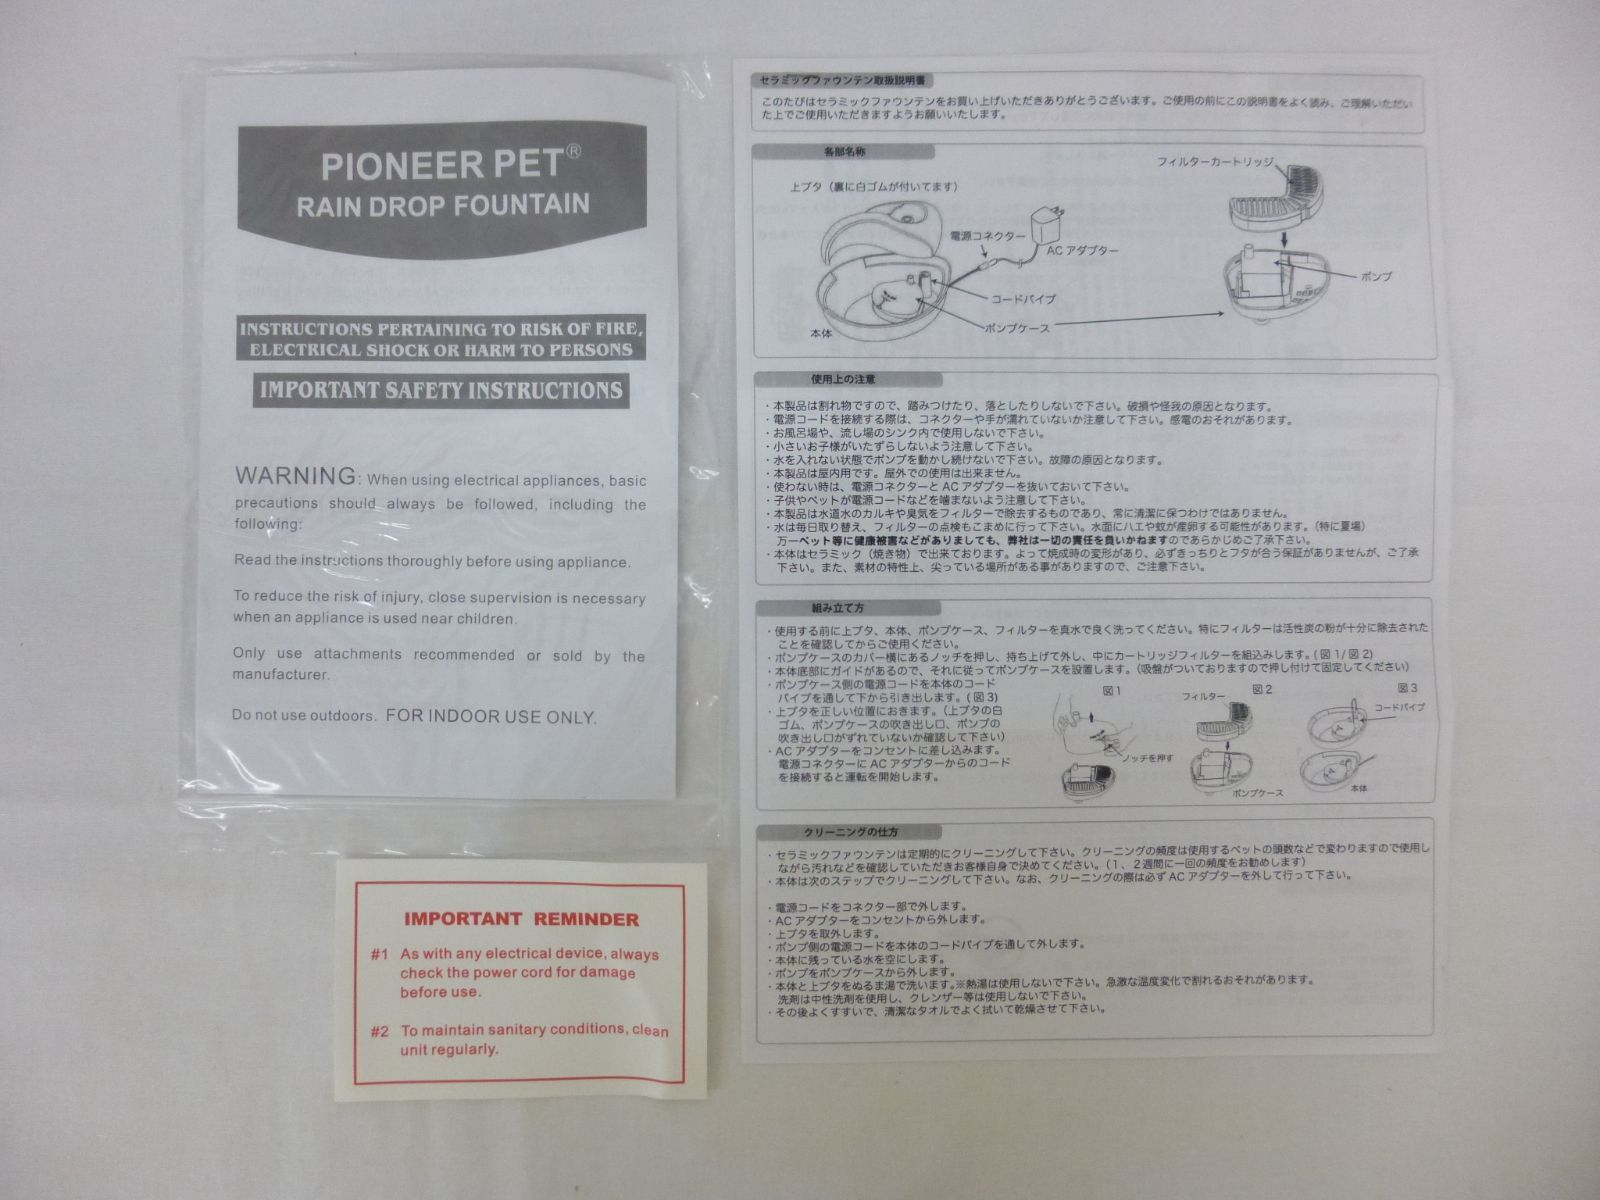 PIONEER PET®
RAIN DROP FOUNTAIN
INSTRUCTIONS PERTAINING TO RISK OF FIRE,
ELECTRICAL SHOCK OR HARM TO PERSONS
IMPORTANT SAFETY INSTRUCTIONS
WARNING: When using electrical appliances, basic
precautions should always be followed, including the
following:
Read the instructions thoroughly before using appliance.
To reduce the risk of injury, close supervision is necessary
when an appliance is used near children.
Only use attachments recommended or sold by the
manufacturer.
Do not use outdoors. FOR INDOOR USE ONLY.
IMPORTANT REMINDER
#1 As with any electrical device, always
check the power cord for damage
before use.
#2 To maintain sanitary conditions, clean
unit regularly.
セラミックファウンテン取扱説明書
このたびはセラミックファウンテンをお買い上げいただきありがとうございます。ご使用の前にこの説明書をよく読み、ご理解いただい
た上でご使用いただきますようお願いいたします。
各部名称
フィルターカートリッジ
上ブタ（裏に白ゴムが付いてます）
電源コネクター
ACアダプター
ポンプ
コードパイプ
ポンプケース
本体
使用上の注意
・本製品は割れ物ですので、踏みつけたり、落としたりしないで下さい。破損や怪我の原因となります。
・電源コードを接続する際は、コネクターや手が濡れていないか注意して下さい。感電のおそれがあります。
・お風呂場や、流し場のシンク内で使用しないで下さい。
・小さいお子様がいたずらしないよう注意して下さい。
・水を入れない状態でポンプを動かし続けないで下さい。故障の原因となります。
・本製品は屋内用です。屋外での使用は出来ません。
・使わない時は、電源コネクターと AC アダプターを抜いておいて下さい。
・子供やペットが電源コードなどを噛まないよう注意して下さい。
・本製品は水道水のカルキや臭気をフィルターで除去するものであり、常に清潔に保つわけではありません。
・水は毎日取り替え、フィルターの点検もこまめに行って下さい。水面にハエや蚊が産卵する可能性があります。（特に夏場）
万一ペット等に健康被害などがありましても、弊社は一切の責任を負いかねますのであらかじめご了承下さい。
・本体はセラミック（焼き物）で出来ております。よって焼成時の変形があり、必ずきっちりとフタが合う保証がありませんが、ご了承
下さい。また、素材の特性上、尖っている場所がある事がありますので、ご注意下さい。
組み立て方
・使用する前に上ブタ、本体、ポンプケース、フィルターを真水で良く洗ってください。特にフィルターは活性炭の粉が十分に除去された
ことを確認してからご使用ください。
・ポンプケースのカバー横にあるノッチを押し、持ち上げて外し、中にカートリッジフィルターを組込みします。( 図 1/ 図 2)
・本体底部にガイドがあるので、それに従ってポンプケースを設置します。（吸盤がついておりますので押し付けて固定してください）
・ポンプケース側の電源コードを本体のコード
パイプを通して下から引き出します。( 図 3)
・上ブタを正しい位置におきます。（上ブタの白
ゴム、ポンプケースの吹き出し口、ポンプの
吹き出し口がずれていないか確認して下さい）
・AC アダプターをコンセントに差し込みます。
電源コネクターに AC アダプターからのコード
を接続すると運転を開始します。
図 1
ノッチを押す
図 2
フィルター
ポンプケース
図 3
コードパイプ
本体
クリーニングの仕方
・セラミックファウンテンは定期的にクリーニングして下さい。クリーニングの頻度は使用するペットの頭数などで変わりますので使用し
ながら汚れなどを確認していただきお客様自身で決めてください。（1、2週間に一回の頻度をお勧めします）
・本体は次のステップでクリーニングして下さい。なお、クリーニングの際は必ず AC アダプターを外して行って下さい。
・電源コードをコネクター部で外します。
・AC アダプターをコンセントから外します。
・上ブタを取外します。
・ポンプ側の電源コードを本体のコードパイプを通して外します。
・本体に残っている水を空にします。
・ポンプをポンプケースから外します。
・本体と上ブタをぬるま湯で洗います。※熱湯は使用しないで下さい。急激な温度変化で割れるおそれがあります。
洗剤は中性洗剤を使用し、クレンザー等は使用しないで下さい。
・その後よくすすいで、清潔なタオルでよく拭いて乾燥させて下さい。